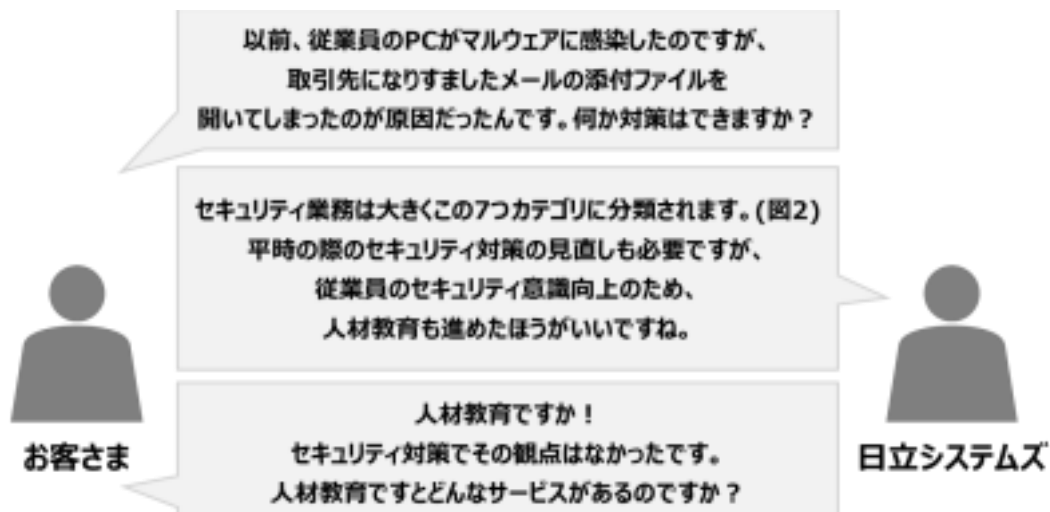 以前、従業員のPCがマルウェアに感染したのですが、
取引先になりすましたメールの添付ファイルを
開いてしまったのが原因だったんです。何か対策はできますか？
セキュリティ業務は大きくこの7つカテゴリに分類されます。(図2)
平時の際のセキュリティ対策の見直しも必要ですが、
従業員のセキュリティ意識向上のため、
人材教育も進めたほうがいいですね。
人材教育ですか！
セキュリティ対策でその観点はなかったです。
人材教育ですとどんなサービスがあるのですか？
お客さま
日立システムズ